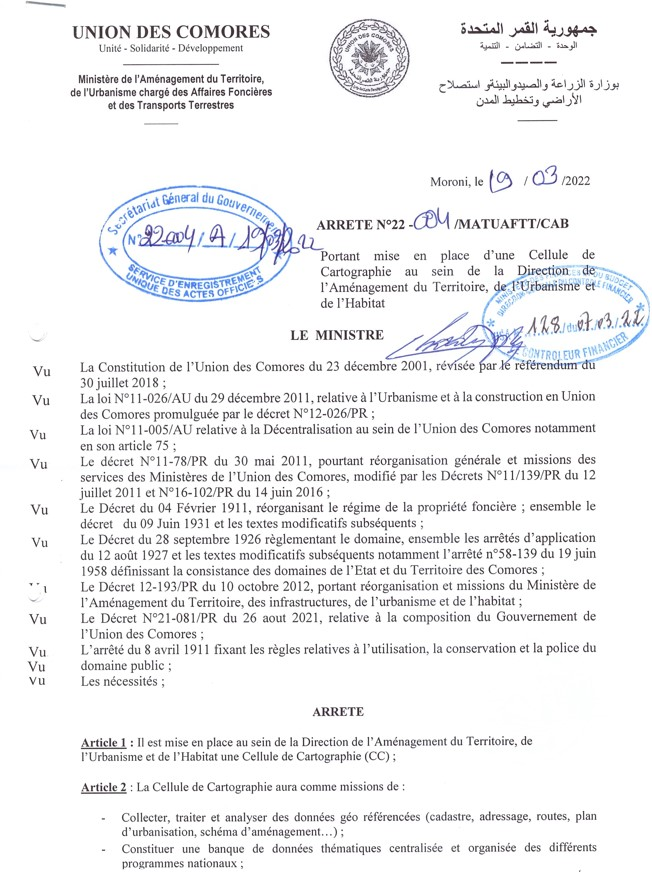 UNION DES COMORES
Unité - Solidarité - Développement
Ministère de l’Aménagement du Territoire,
de l’Urbanisme chargé des Affaires Foncières
et des Transports Terrestres
جمهورية القمر المتحدة
الوحدة - التضامن - التنمية
بوزارة الزراعة والصيدوالبيئةو استصلاح
الأراضي وتخطيط المدن
Moroni, le 19 / 03 /2022
Secrétariat Général du Gouvernement
N° 22-004 /A/ 19/03/2022
SERVICE D'ENREGISTREMENT
UNIQUE DES ACTES OFFICIELS
ARRETE N°22-004 /MATUAFTT/CAB
Portant mise en place d’une Cellule de
Cartographie au sein de la Direction de
l’Aménagement du Territoire, de l’Urbanisme et
de l’Habitat
128/du 07/03/22
CONTROLEUR FINANCIER
LE MINISTRE
Vu La Constitution de l’Union des Comores du 23 décembre 2001, révisée par le référendum du
30 juillet 2018 ;
Vu La loi N°11-026/AU du 29 décembre 2011, relative à l’Urbanisme et à la construction en Union
des Comores promulguée par le décret N°12-026/PR ;
Vu La loi N°11-005/AU relative à la Décentralisation au sein de l’Union des Comores notamment
en son article 75 ;
Vu Le décret N°11-78/PR du 30 mai 2011, pourtant réorganisation générale et missions des
services des Ministères de l’Union des Comores, modifié par les Décrets N°11/139/PR du 12
juillet 2011 et N°16-102/PR du 14 juin 2016 ;
Vu Le Décret du 04 Février 1911, réorganisant le régime de la propriété foncière ; ensemble le
décret du 09 Juin 1931 et les textes modificatifs subséquents ;
Vu Le Décret du 28 septembre 1926 règlementant le domaine, ensemble les arrêtés d’application
du 12 août 1927 et les textes modificatifs subséquents notamment l’arrêté n°58-139 du 19 juin
1958 définissant la consistance des domaines de l’Etat et du Territoire des Comores ;
Le Décret 12-193/PR du 10 octobre 2012, portant réorganisation et missions du Ministère de
l’Aménagement du Territoire, des infrastructures, de l’urbanisme et de l’habitat ;
Vu Le Décret N°21-081/PR du 26 aout 2021, relative à la composition du Gouvernement de
l’Union des Comores ;
Vu L’arrêté du 8 avril 1911 fixant les règles relatives à l’utilisation, la conservation et la police du
Vu domaine public ;
Vu Les nécessités ;
ARRETE
Article 1 : Il est mise en place au sein de la Direction de l’Aménagement du Territoire, de
l’Urbanisme et de l’Habitat une Cellule de Cartographie (CC) ;
Article 2 : La Cellule de Cartographie aura comme missions de :
- Collecter, traiter et analyser des données géo référencées (cadastre, adressage, routes, plan
d’urbanisation, schéma d’aménagement…) ;
- Constituer une banque de données thématiques centralisée et organisée des différents
programmes nationaux ;